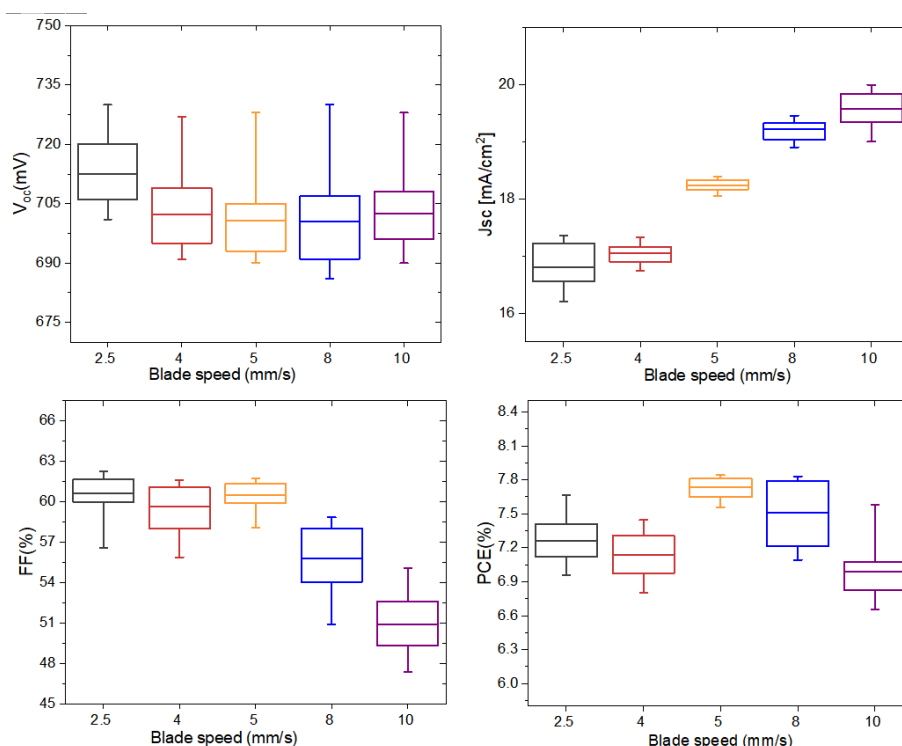 750
735
720
705
690
675
Voc(mV)
2.5 4 5 8 10
Blade speed (mm/s)
20
18
16
Jsc [mA/cm²]
2.5 4 5 8 10
Blade speed (mm/s)
66
63
60
57
54
51
48
45
FF(%)
2.5 4 5 8 10
Blade speed (mm/s)
8.4
8.1
7.8
7.5
7.2
6.9
6.6
6.3
6.0
PCE(%)
2.5 4 5 8 10
Blade speed (mm/s)